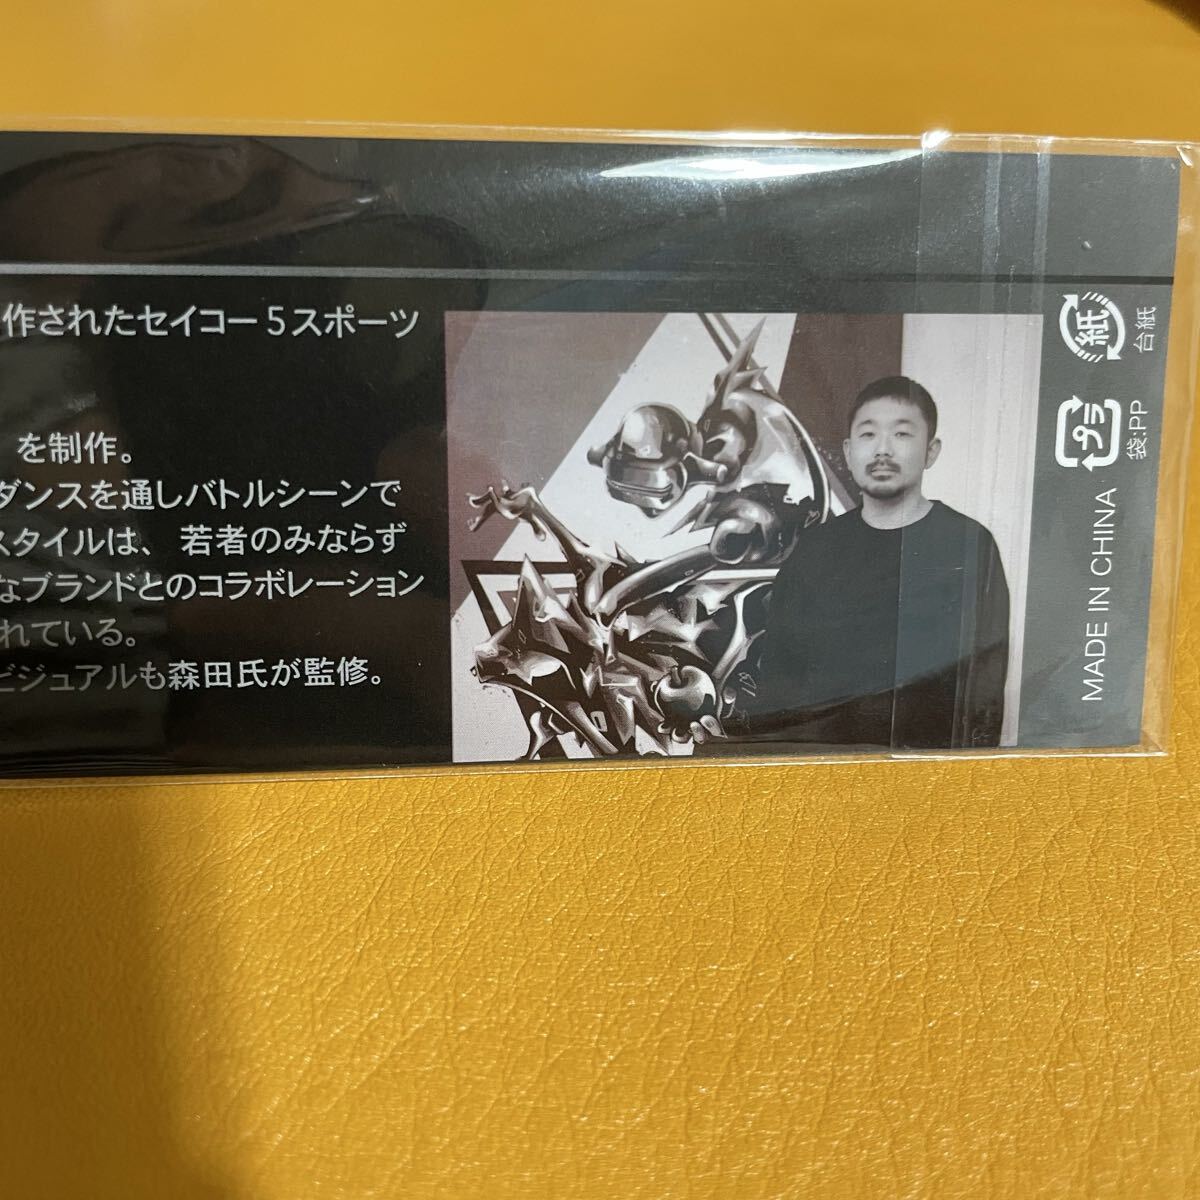 作されたセイコー5スポーツ
を制作。
ダンスを通しバトルシーンで
スタイルは、若者のみならず
なブランドとのコラボレーション
れている。
ビジュアルも森田氏が監修。
紙
台紙
プラ
袋:PP
MADE IN CHINA